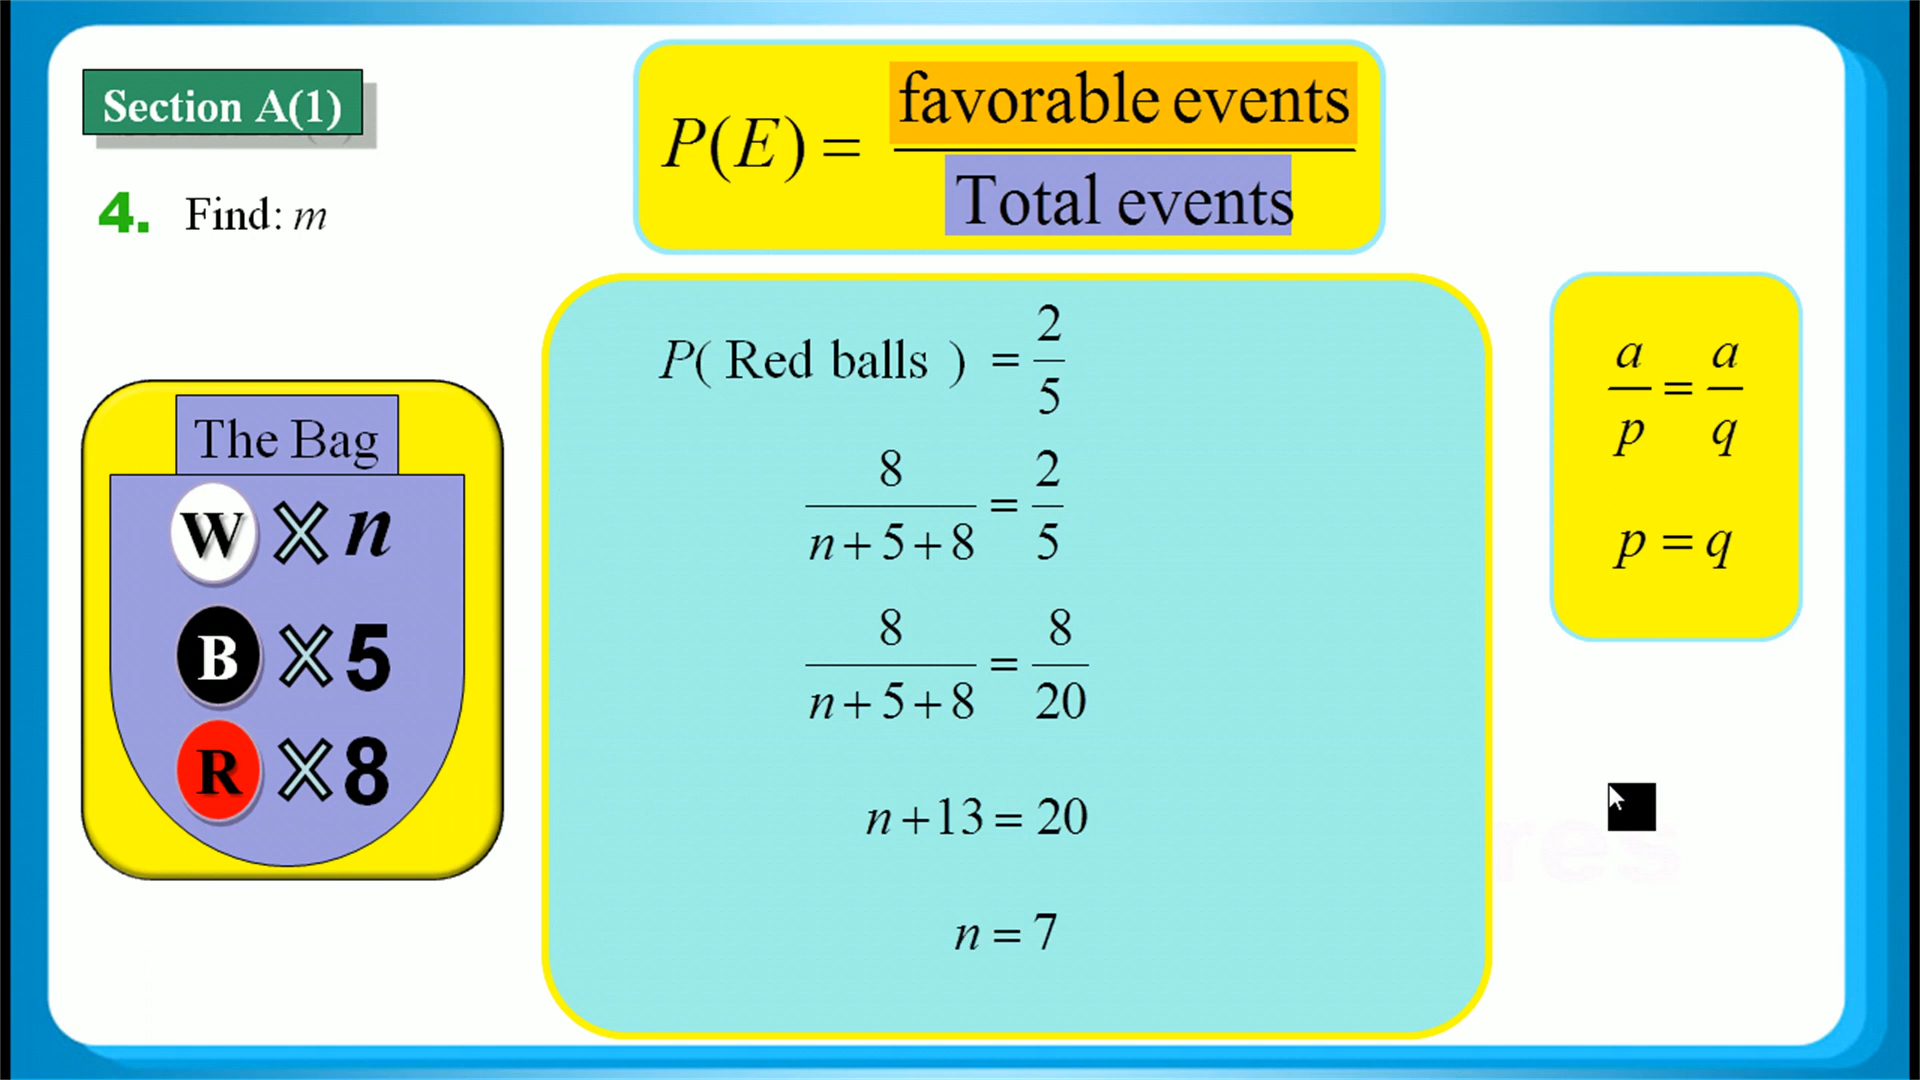 Section A(1)
4. Find: m
P(E) = favorable events / Total events
The Bag
W × n
B × 5
R × 8
P( Red balls ) = 2/5
8/(n+5+8) = 2/5
8/(n+5+8) = 8/20
n+13 = 20
n = 7
a/p = a/q
p = q